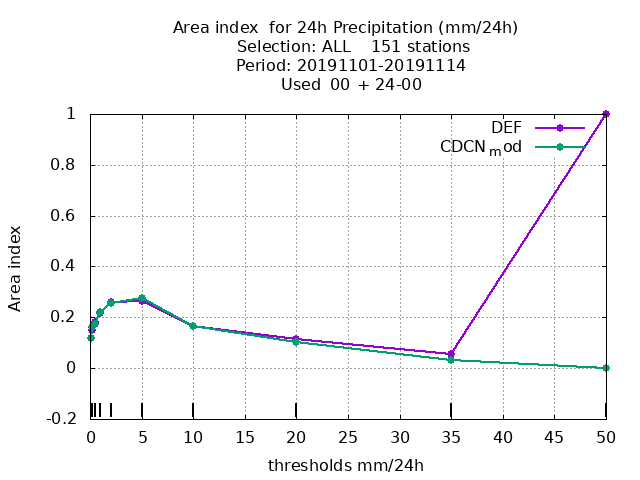 Area index  for 24h Precipitation (mm/24h)
Selection: ALL    151 stations
Period: 20191101-20191114
Used  00 + 24-00
DEF
CDCNmod
1
0.8
0.6
0.4
0.2
0
-0.2
Area index
0 5 10 15 20 25 30 35 40 45 50
thresholds mm/24h